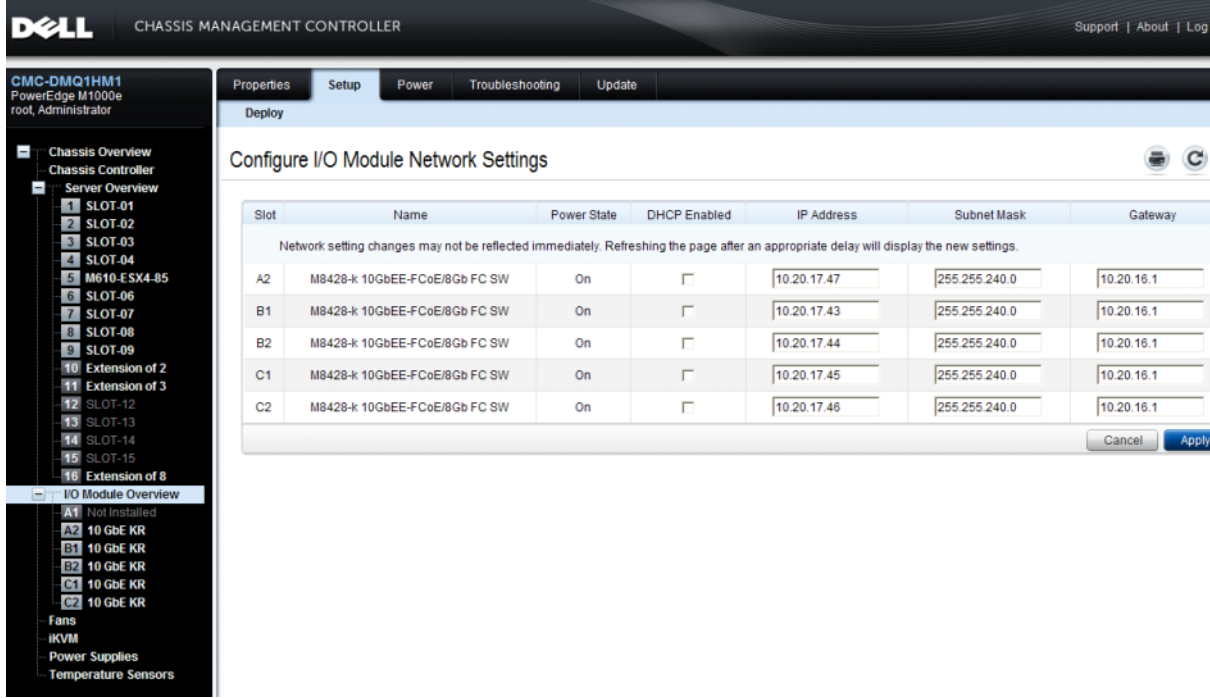 DELL CHASSIS MANAGEMENT CONTROLLER Support | About | Log
CMC-DMQ1HM1
PowerEdge M1000e
root, Administrator
Properties Setup Power Troubleshooting Update
Deploy
Chassis Overview
Chassis Controller
Server Overview
1 SLOT-01
2 SLOT-02
3 SLOT-03
4 SLOT-04
5 M610-ESX4-85
6 SLOT-06
7 SLOT-07
8 SLOT-08
9 SLOT-09
10 Extension of 2
11 Extension of 3
12 SLOT-12
13 SLOT-13
14 SLOT-14
15 SLOT-15
16 Extension of 8
I/O Module Overview
A1 Not Installed
A2 10 GbE KR
B1 10 GbE KR
B2 10 GbE KR
C1 10 GbE KR
C2 10 GbE KR
Fans
iKVM
Power Supplies
Temperature Sensors
Configure I/O Module Network Settings
Slot Name Power State DHCP Enabled IP Address Subnet Mask Gateway
Network setting changes may not be reflected immediately. Refreshing the page after an appropriate delay will display the new settings.
A2 M8428-k 10GbEE-FCoE/8Gb FC SW On 10.20.17.47 255.255.240.0 10.20.16.1
B1 M8428-k 10GbEE-FCoE/8Gb FC SW On 10.20.17.43 255.255.240.0 10.20.16.1
B2 M8428-k 10GbEE-FCoE/8Gb FC SW On 10.20.17.44 255.255.240.0 10.20.16.1
C1 M8428-k 10GbEE-FCoE/8Gb FC SW On 10.20.17.45 255.255.240.0 10.20.16.1
C2 M8428-k 10GbEE-FCoE/8Gb FC SW On 10.20.17.46 255.255.240.0 10.20.16.1
Cancel Apply